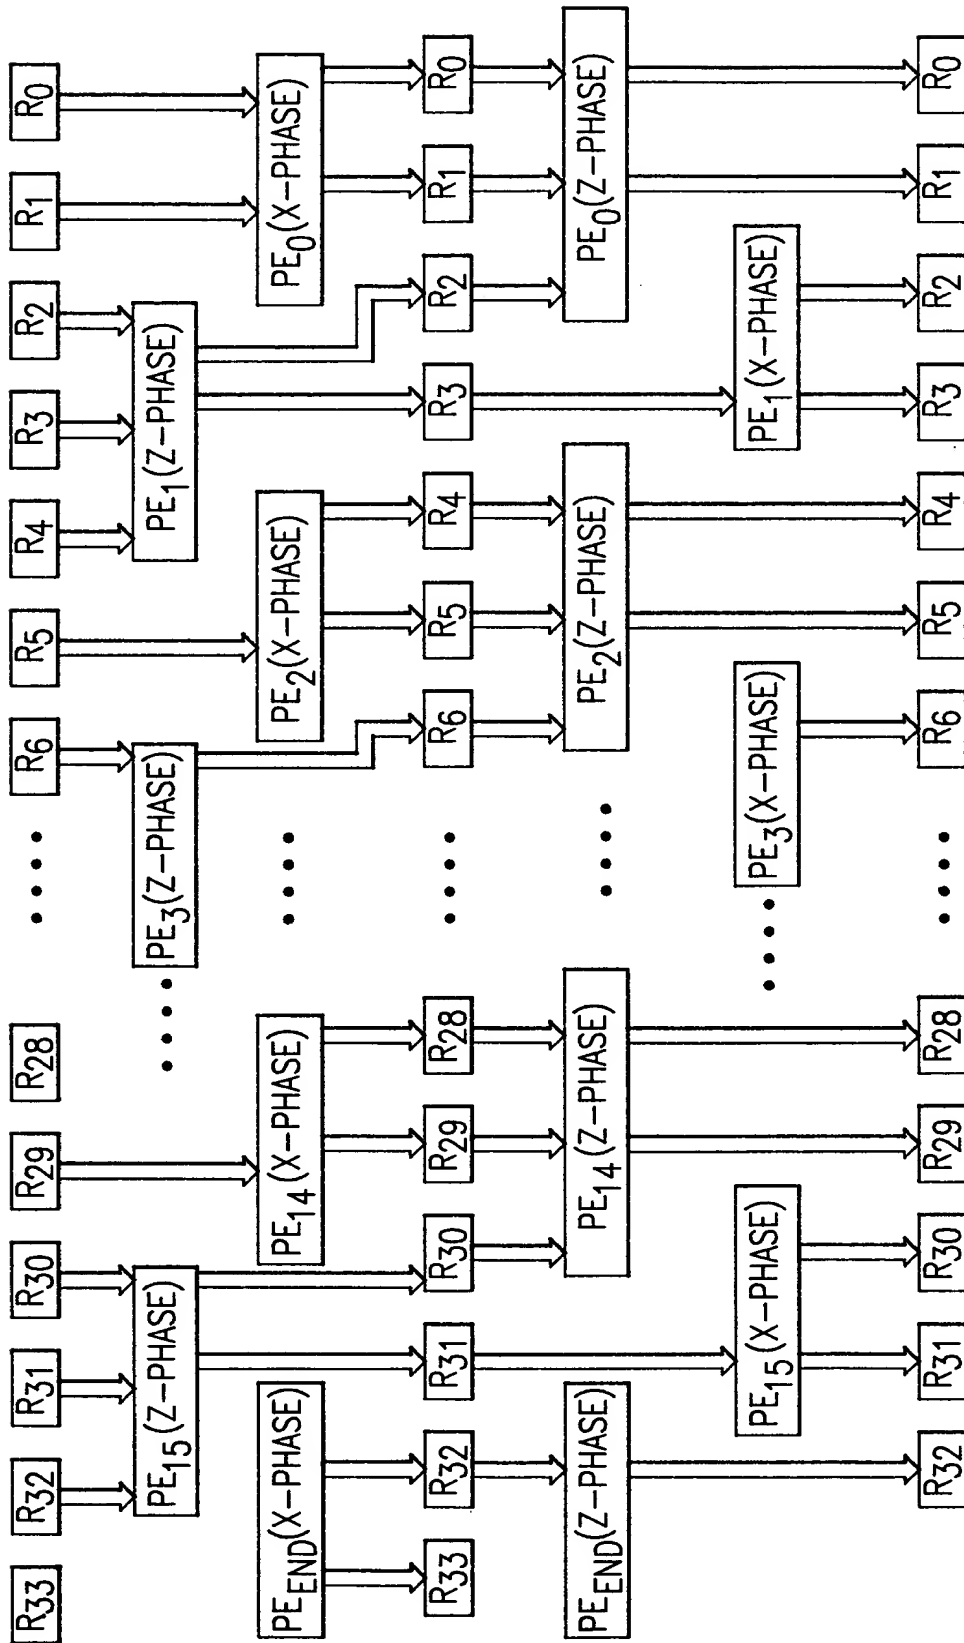 R33 R32 R31 R30 R29 R28 •••• R6 R5 R4 R3 R2 R1 R0
PE15(Z-PHASE) •••• PE3(Z-PHASE) PE1(Z-PHASE)
PEEND(X-PHASE) PE14(X-PHASE) •••• PE2(X-PHASE) PE0(X-PHASE)
R33 R32 R31 R30 R29 R28 •••• R6 R5 R4 R3 R2 R1 R0
PEEND(Z-PHASE) PE14(Z-PHASE) •••• PE2(Z-PHASE) PE0(Z-PHASE)
PE15(X-PHASE) •••• PE3(X-PHASE) PE1(X-PHASE)
R32 R31 R30 R29 R28 •••• R6 R5 R4 R3 R2 R1 R0